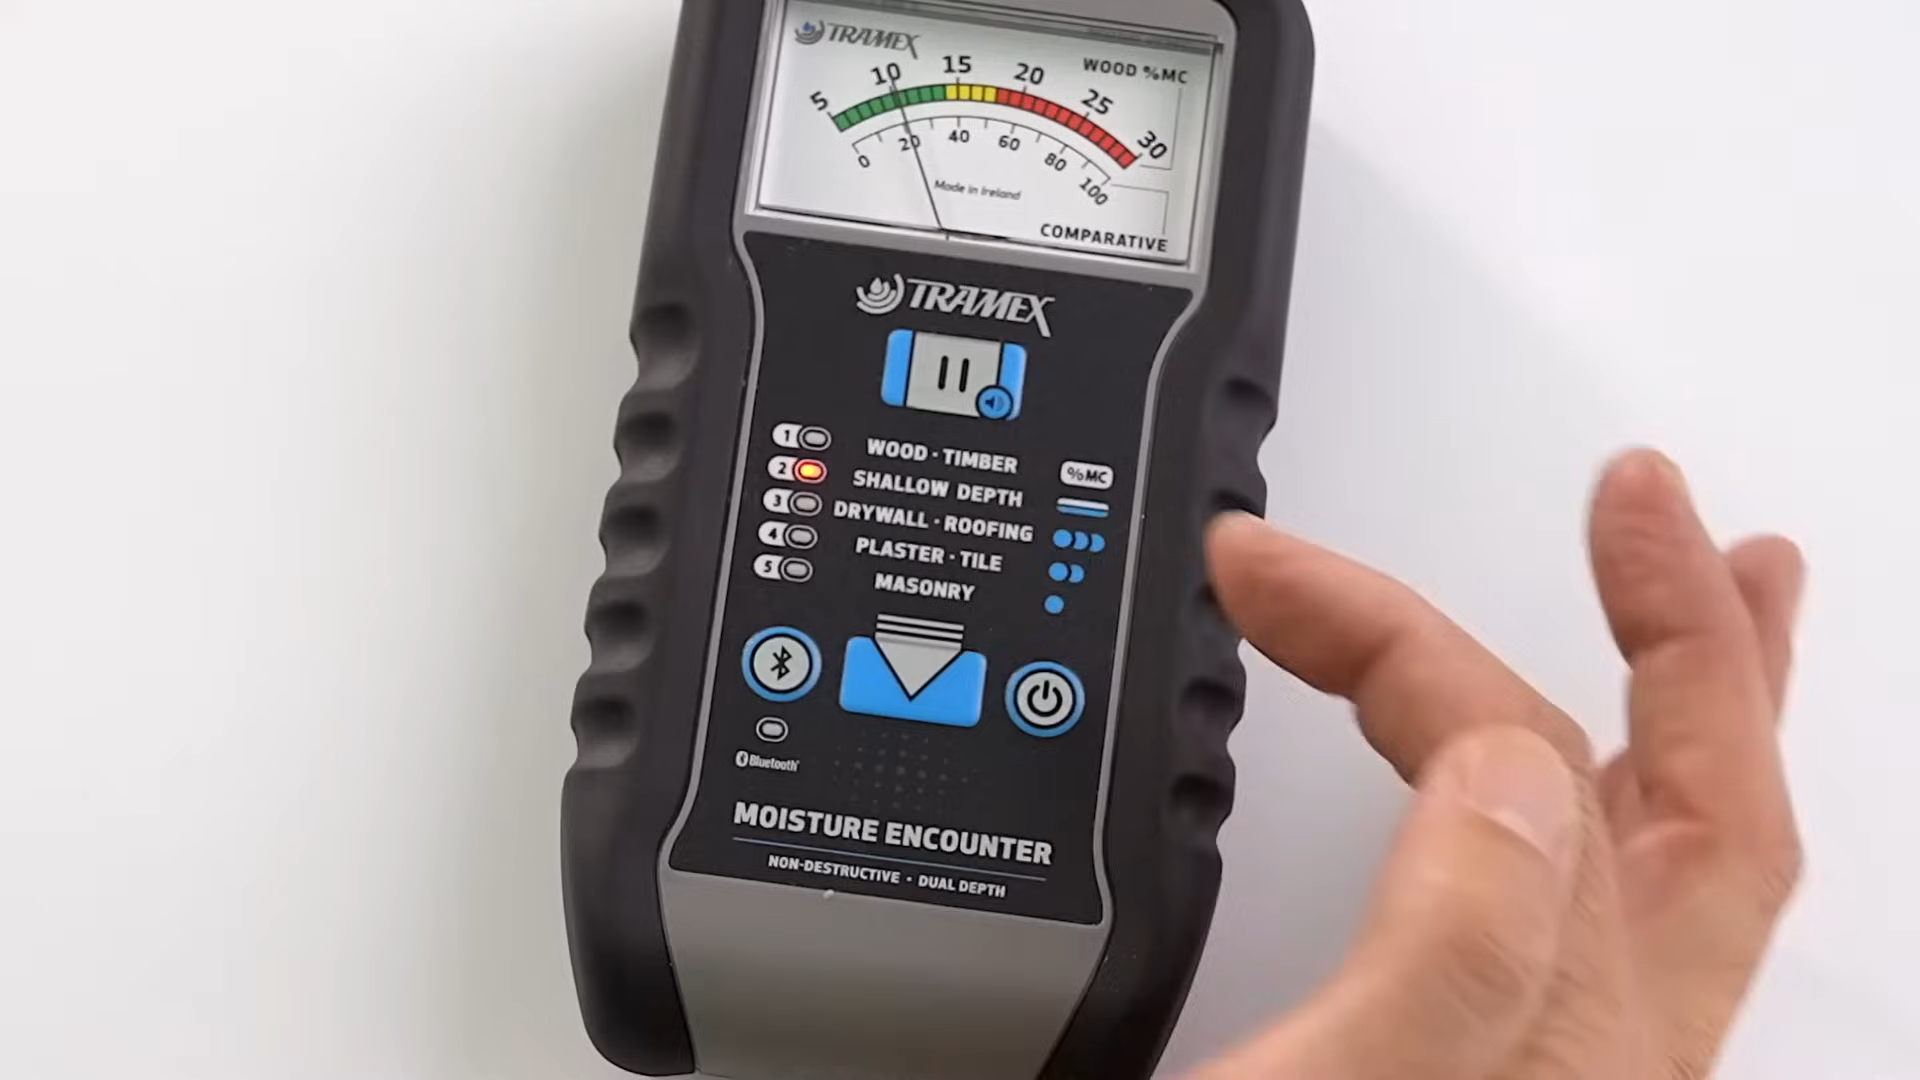 TRAMEX
WOOD %MC
5 10 15 20 25 30
0 20 40 60 80 100
Made in Ireland
COMPARATIVE
TRAMEX
1 WOOD · TIMBER %MC
2 SHALLOW DEPTH
3 DRYWALL · ROOFING
4 PLASTER · TILE
5 MASONRY
Bluetooth
MOISTURE ENCOUNTER
NON-DESTRUCTIVE · DUAL DEPTH